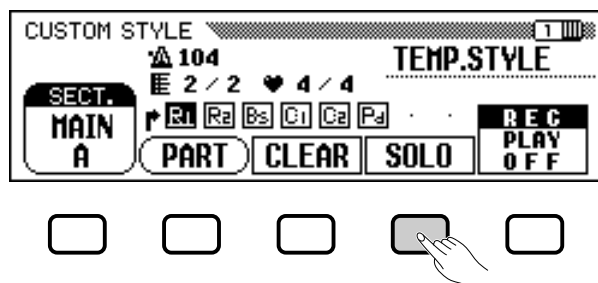 CUSTOM STYLE 1
104 TEMP.STYLE
2/2 4/4
SECT. MAIN A
R1 R2 Bs C1 C2 Pd
PART CLEAR SOLO
REC
PLAY
OFF